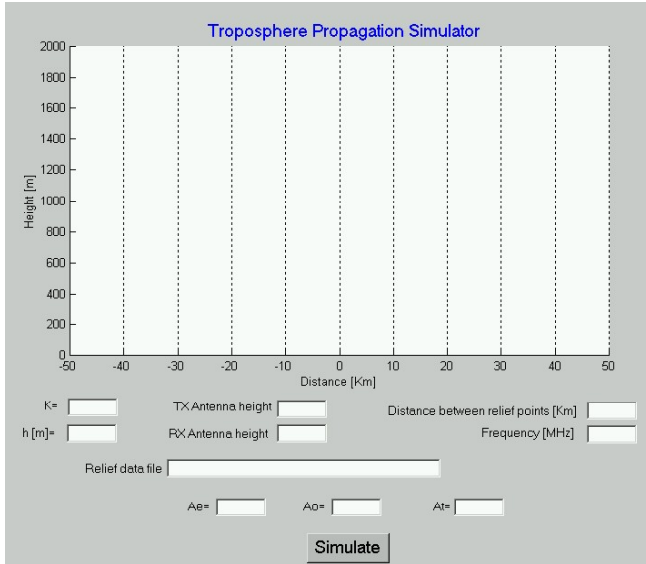 Troposphere Propagation Simulator
2000
1800
1600
1400
1200
1000
800
600
400
200
0
Height [m]
-50 -40 -30 -20 -10 0 10 20 30 40 50
Distance [Km]
K= TX Antenna height Distance between relief points [Km]
h [m]= RX Antenna height Frequency [MHz]
Relief data file
Ae= Ao= At=
Simulate